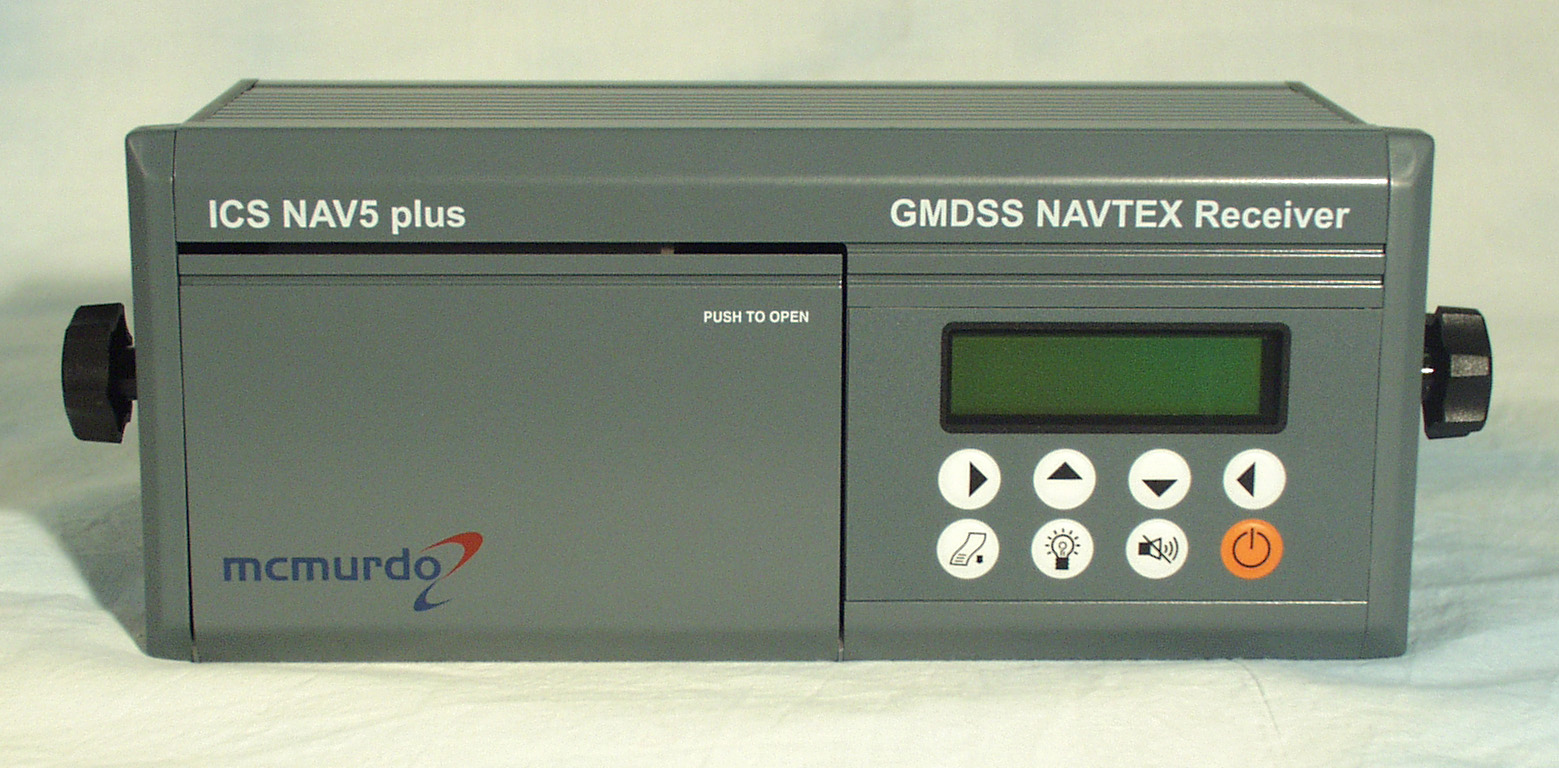 ICS NAV5 plus
GMDSS NAVTEX Receiver
PUSH TO OPEN
mcmurdo